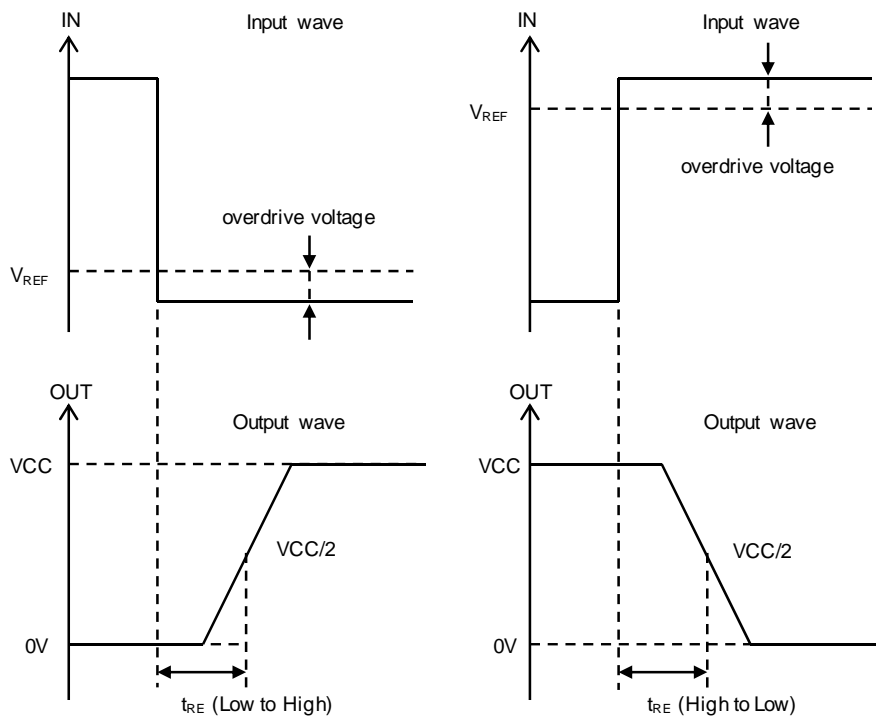 IN
Input wave
overdrive voltage
VREF
OUT
Output wave
VCC
VCC/2
0V
tRE (Low to High)
IN
Input wave
VREF
overdrive voltage
OUT
Output wave
VCC
VCC/2
0V
tRE (High to Low)